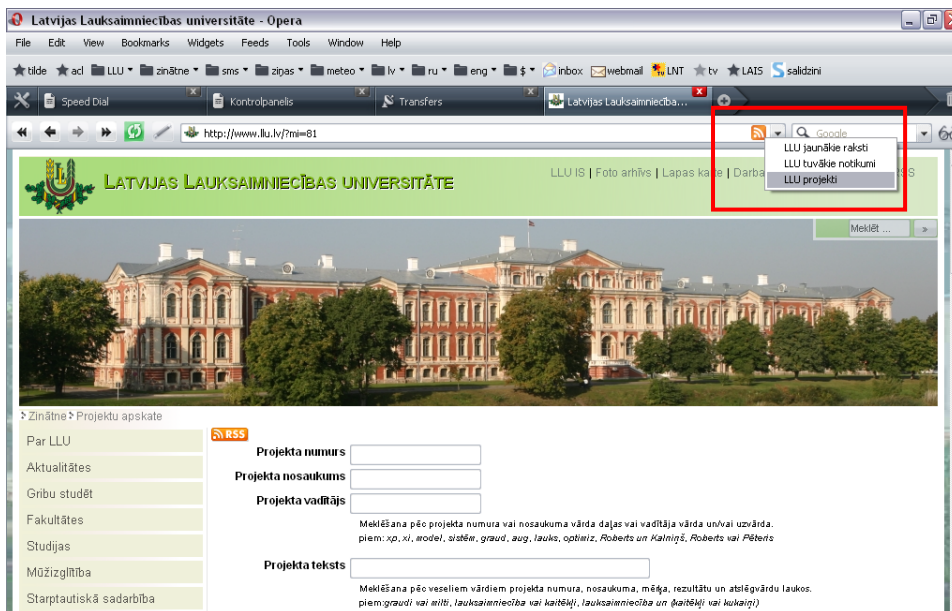 Latvijas Lauksaimniecības universitāte - Opera
File Edit View Bookmarks Widgets Feeds Tools Window Help
tilde acl LLU zinātne sms ziņas meteo lv ru eng $ inbox webmail LNT tv LAIS salidzini
Speed Dial Kontrolpanelis Transfers Latvijas Lauksaimniecība...
http://www.llu.lv/?mi=81 Google
LLU jaunākie raksti
LLU tuvākie notikumi
LLU projekti
LATVIJAS LAUKSAIMNIECĪBAS UNIVERSITĀTE
LLU IS | Foto arhīvs | Lapas karte | Darba
Meklēt ... »
Zinātne Projektu apskate
Par LLU
Aktualitātes
Gribu studēt
Fakultātes
Studijas
Mūžizglītība
Starptautiskā sadarbība
RSS
Projekta numurs
Projekta nosaukums
Projekta vadītājs
Meklēšana pēc projekta numura vai nosaukuma vārda daļas vai vadītāja vārda un/vai uzvārda.
piem: xp, xi, model, sistēm, graud, aug, lauks, optimiz, Roberts un Kalniņš, Roberts vai Pēteris
Projekta teksts
Meklēšana pēc veseliem vārdiem projekta numura, nosaukuma, mērķa, rezultātu un atslēgvārdu laukos.
piem:graudi vai milti, lauksaimniecība vai kaitēkļi, lauksaimniecība un (kaitēkļi vai kukaiņi)